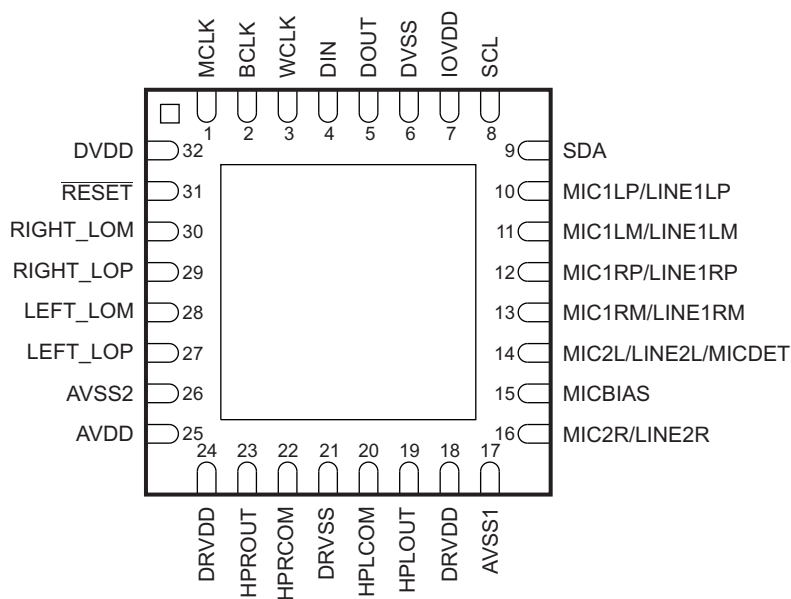 MCLK
BCLK
WCLK
DIN
DOUT
DVSS
IOVDD
SCL
1 2 3 4 5 6 7 8
DVDD 32
RESET 31
RIGHT_LOM 30
RIGHT_LOP 29
LEFT_LOM 28
LEFT_LOP 27
AVSS2 26
AVDD 25
9 SDA
10 MIC1LP/LINE1LP
11 MIC1LM/LINE1LM
12 MIC1RP/LINE1RP
13 MIC1RM/LINE1RM
14 MIC2L/LINE2L/MICDET
15 MICBIAS
16 MIC2R/LINE2R
24 23 22 21 20 19 18 17
DRVDD
HPROUT
HPRCOM
DRVSS
HPLCOM
HPLOUT
DRVDD
AVSS1